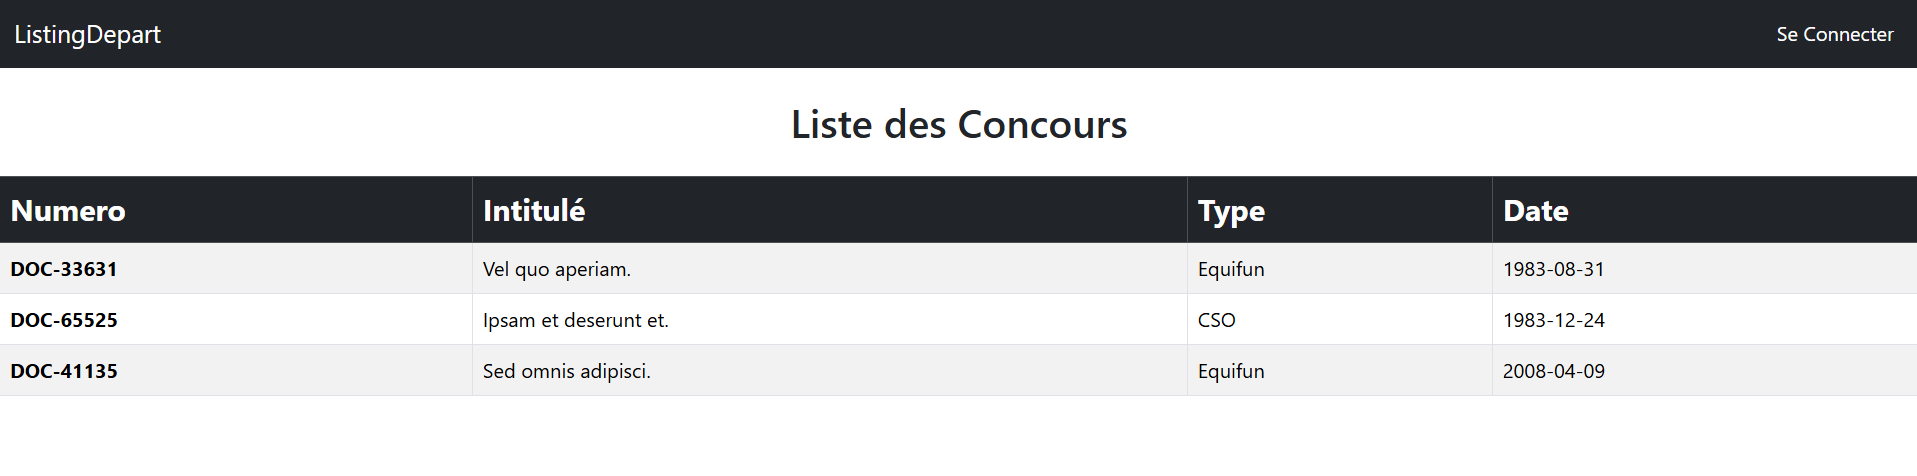 ListingDepart Se Connecter
Liste des Concours
Numero Intitulé Type Date
DOC-33631 Vel quo aperiam. Equifun 1983-08-31
DOC-65525 Ipsam et deserunt et. CSO 1983-12-24
DOC-41135 Sed omnis adipisci. Equifun 2008-04-09